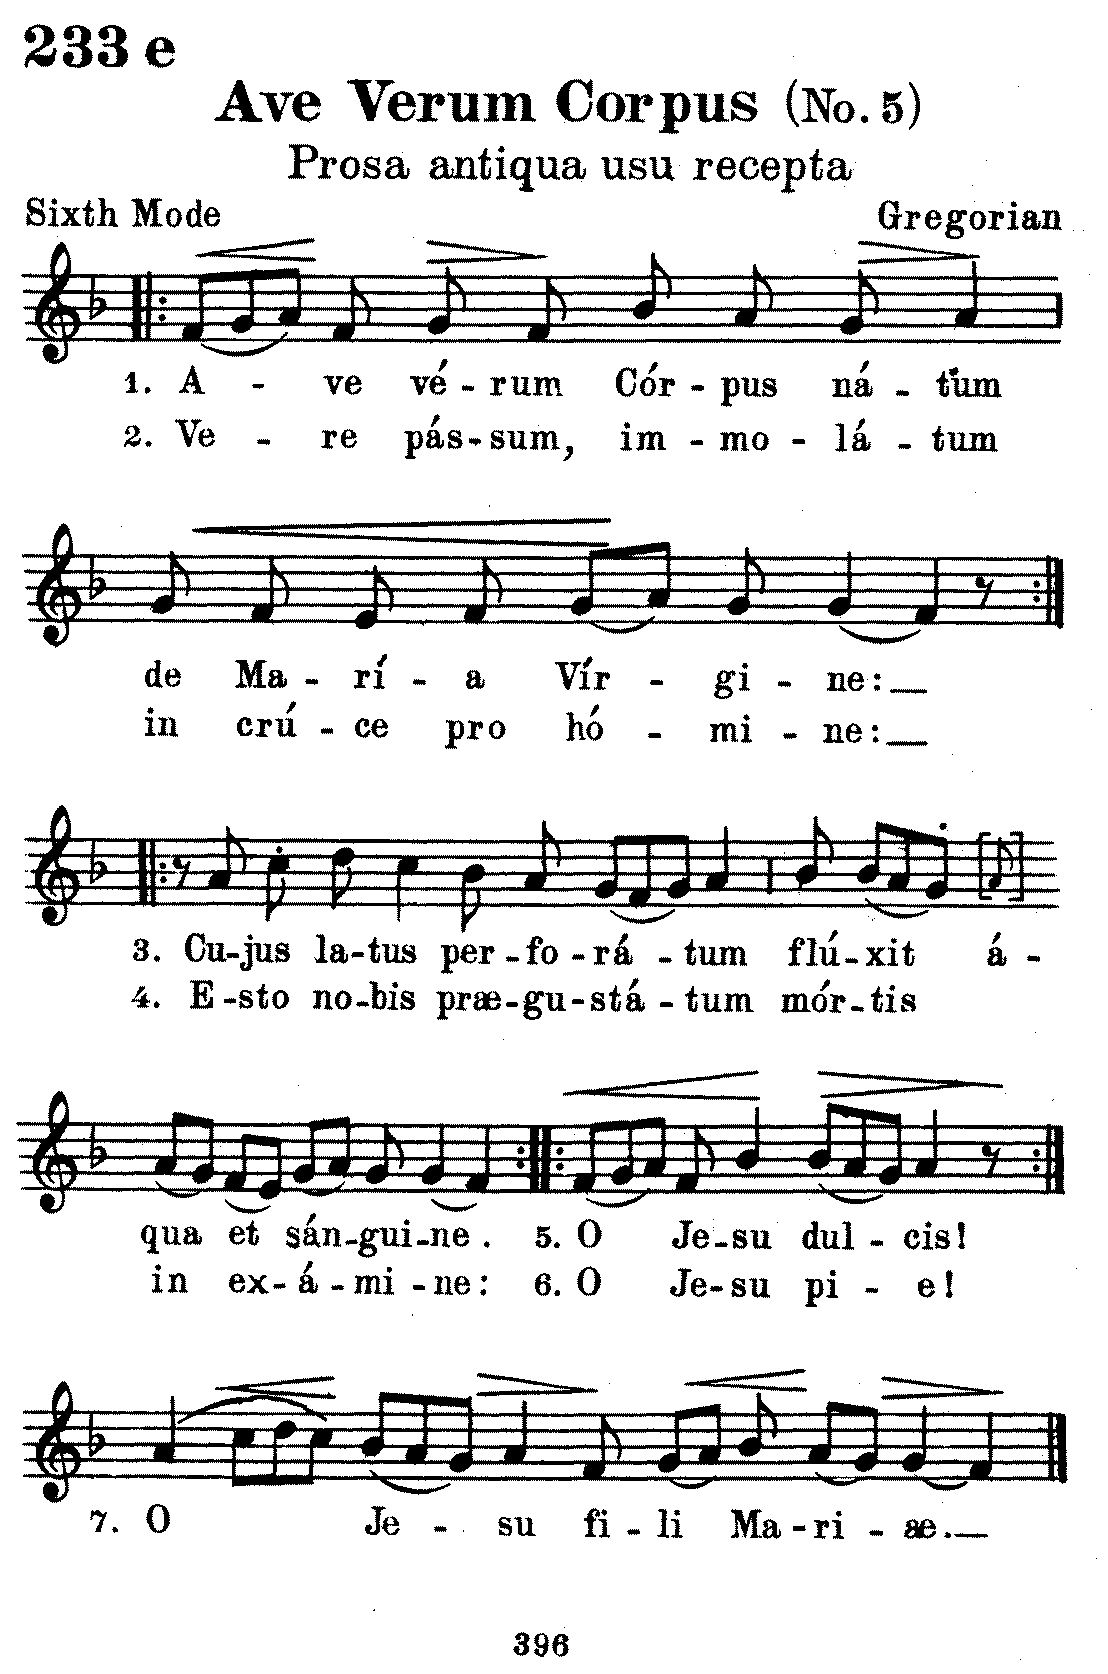 233 e
Ave Verum Corpus (No. 5)
Prosa antiqua usu recepta
Sixth Mode Gregorian
1. A - ve vé - rum Cór - pus ná - tum
2. Ve - re pás - sum, im - mo - lá - tum
de Ma - rí - a Vír - gi - ne:
in crú - ce pro hó - mi - ne:
3. Cu - jus la - tus per - fo - rá - tum flú - xit á -
4. E - sto no - bis præ - gu - stá - tum mór - tis
qua et sán - gui - ne. 5. O Je - su dul - cis!
in ex - á - mi - ne: 6. O Je - su pi - e!
7. O Je - su fi - li Ma - ri - æ.
396